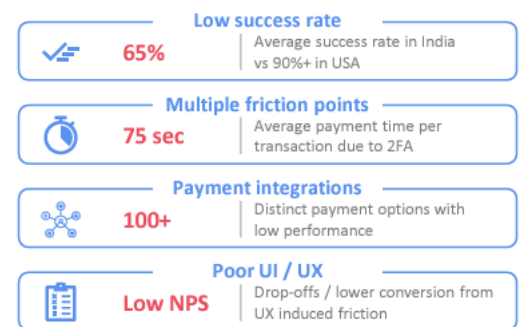 Low success rate
65%
Average success rate in India
vs 90%+ in USA
Multiple friction points
75 sec
Average payment time per
transaction due to 2FA
Payment integrations
100+
Distinct payment options with
low performance
Poor UI / UX
Low NPS
Drop-offs / lower conversion from
UX induced friction